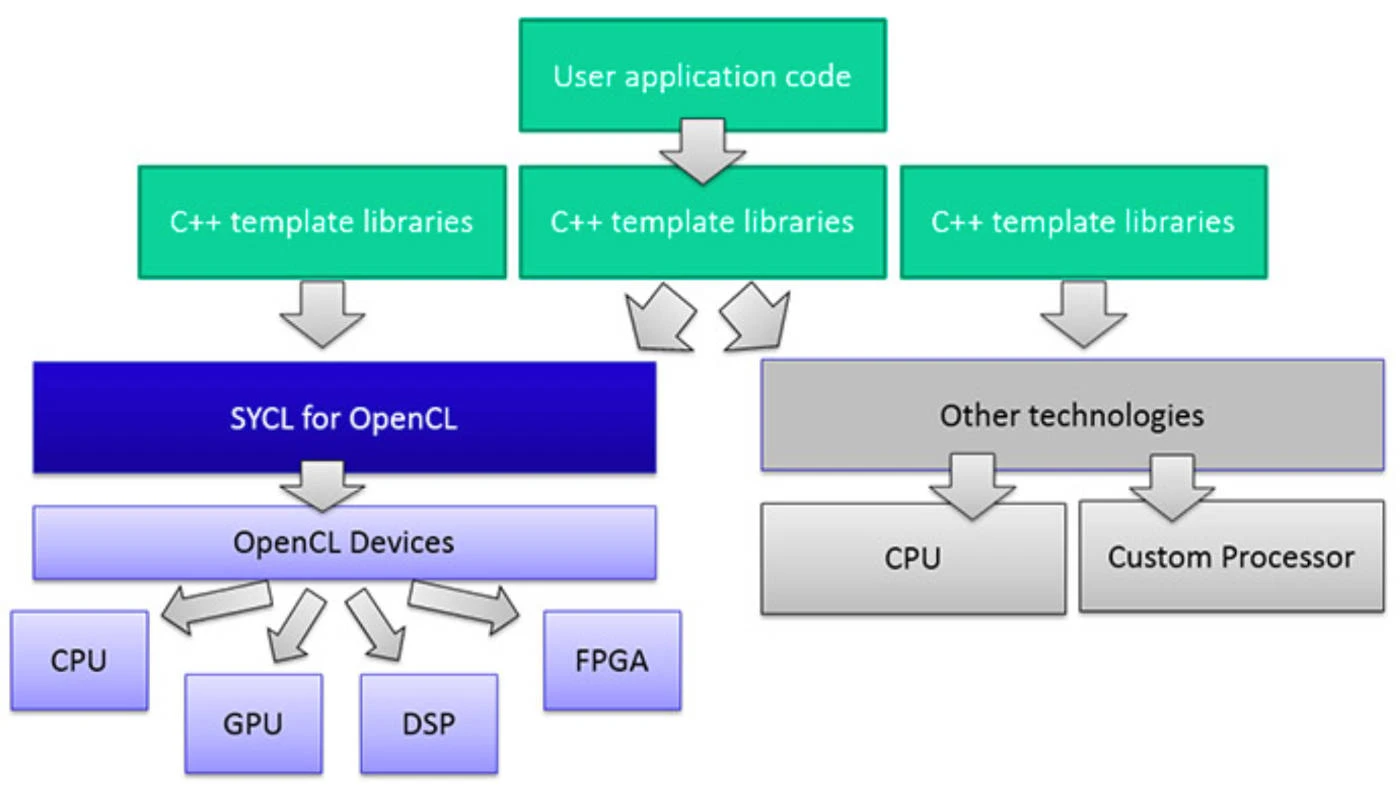 User application code
C++ template libraries
C++ template libraries
C++ template libraries
SYCL for OpenCL
Other technologies
OpenCL Devices
CPU
Custom Processor
CPU
GPU
DSP
FPGA